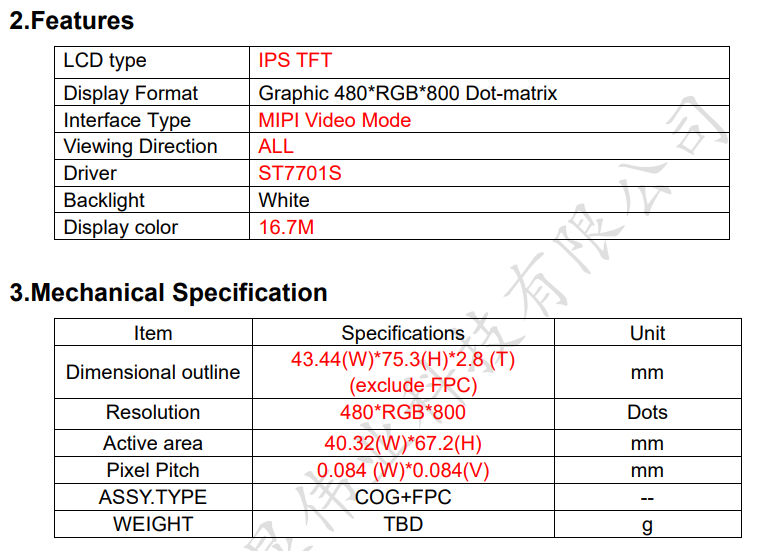 2.Features
LCD type IPS TFT
Display Format Graphic 480*RGB*800 Dot-matrix
Interface Type MIPI Video Mode
Viewing Direction ALL
Driver ST7701S
Backlight White
Display color 16.7M
3.Mechanical Specification
Item Specifications Unit
Dimensional outline 43.44(W)*75.3(H)*2.8 (T) (exclude FPC) mm
Resolution 480*RGB*800 Dots
Active area 40.32(W)*67.2(H) mm
Pixel Pitch 0.084 (W)*0.084(V) mm
ASSY.TYPE COG+FPC --
WEIGHT TBD g
科技有限公司